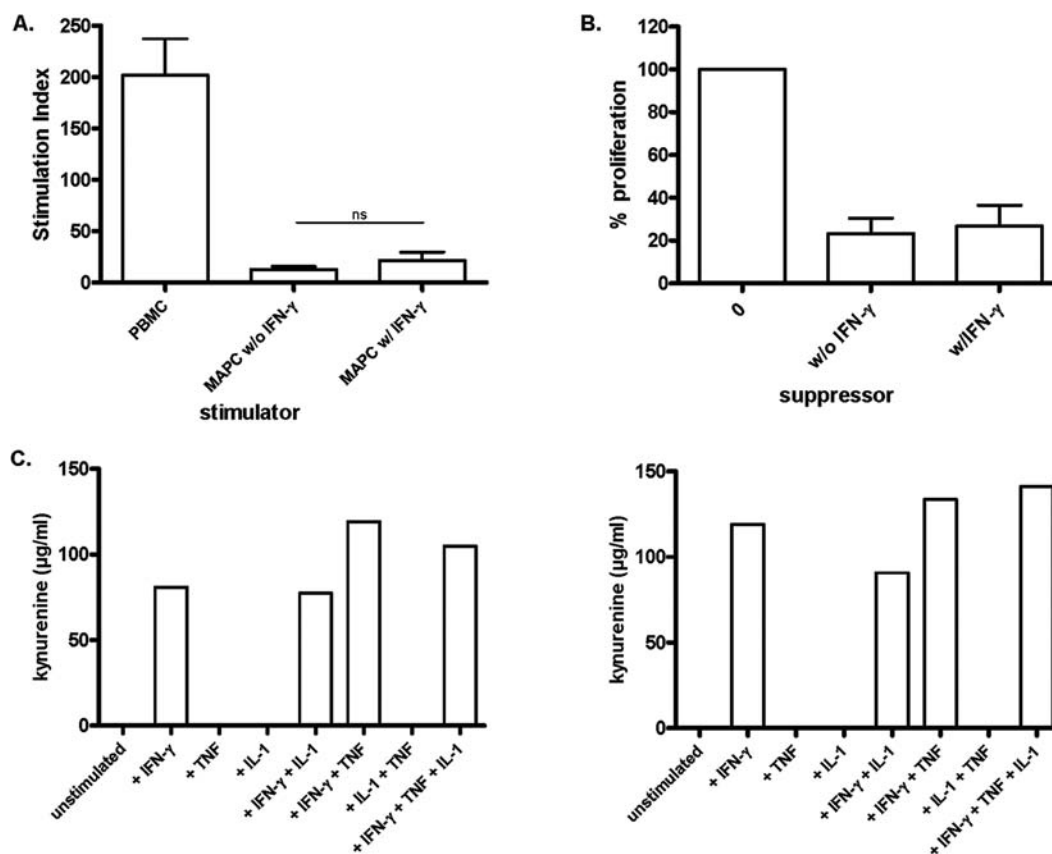 A.
Stimulation Index
250
200
150
100
50
0
ns
PBMC
MAPC w/o IFN-γ
MAPC w/ IFN-γ
stimulator
B.
% proliferation
120
100
80
60
40
20
0
0
w/o IFN-γ
w/IFN-γ
suppressor
C.
kynurenine (µg/ml)
150
100
50
0
unstimulated
+ IFN-γ
+ TNF
+ IL-1
+ IFN-γ + IL-1
+ IFN-γ + TNF
+ IL-1 + TNF
+ IFN-γ + TNF + IL-1
kynurenine (µg/ml)
150
100
50
0
unstimulated
+ IFN-γ
+ TNF
+ IL-1
+ IFN-γ + IL-1
+ IFN-γ + TNF
+ IL-1 + TNF
+ IFN-γ + TNF + IL-1